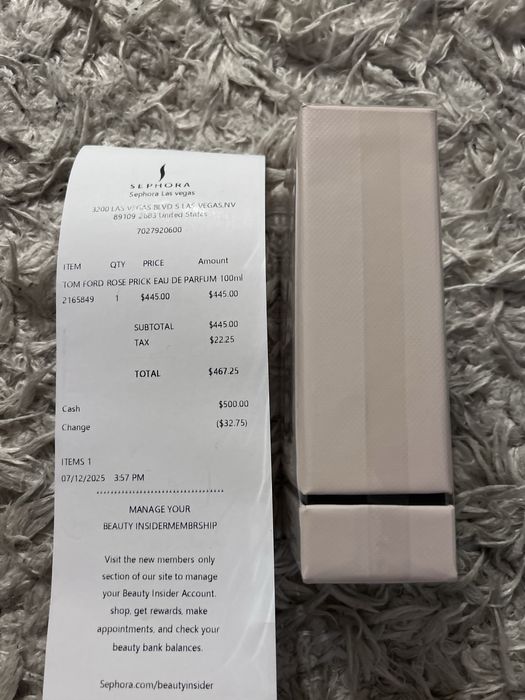 SEPHORA
Sephora Las vegas
3200 LAS VEGAS BLVD S LAS VEGAS,NV
89109 2683 United States
7027920600
ITEM QTY PRICE Amount
TOM FORD ROSE PRICK EAU DE PARFUM 100ml
2165849 1 $445.00 $445.00
SUBTOTAL $445.00
TAX $22.25
TOTAL $467.25
Cash $500.00
Change ($32.75)
ITEMS 1
07/12/2025 3:57 PM
MANAGE YOUR
BEAUTY INSIDERMEMBRSHIP
Visit the new members only
section of our site to manage
your Beauty Insider Account.
shop, get rewards, make
appointments, and check your
beauty bank balances.
Sephora.com/beautyinsider